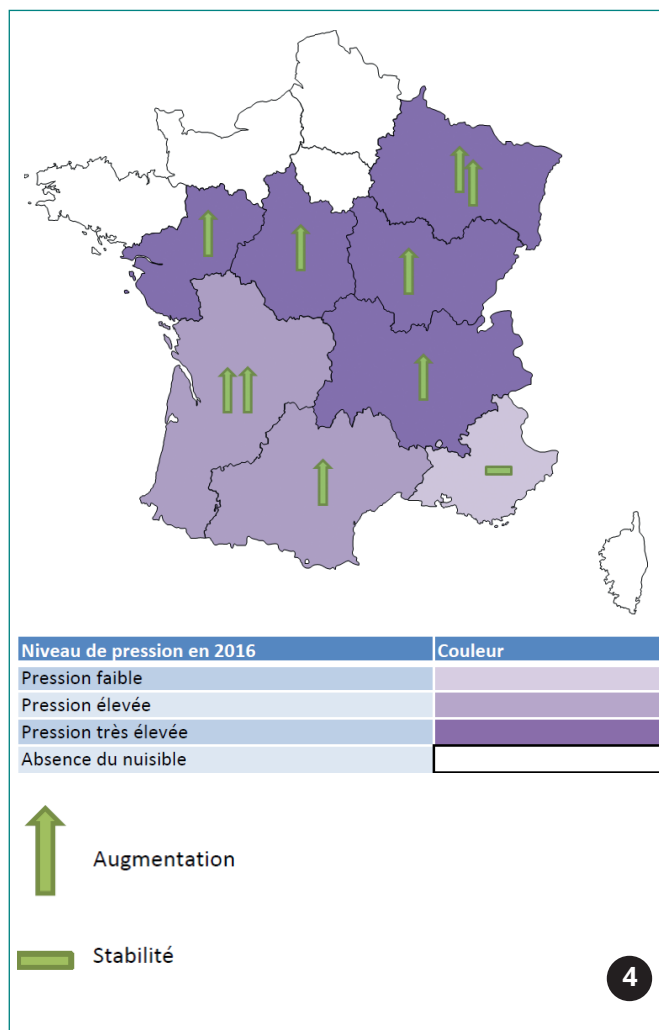 Niveau de pression en 2016 Couleur
Pression faible
Pression élevée
Pression très élevée
Absence du nuisible
Augmentation
Stabilité
4